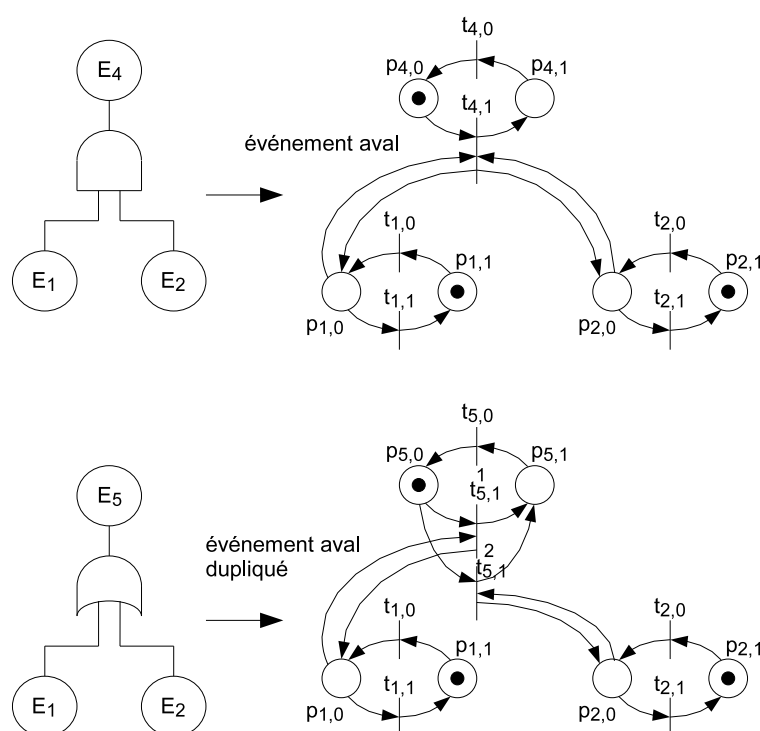 t4,0
E4
p4,0
p4,1
t4,1
événement aval
t1,0
t2,0
E1
E2
p1,1
p2,1
t1,1
t2,1
p1,0
p2,0
t5,0
p5,0
p5,1
1
t5,1
E5
événement aval
dupliqué
2
t5,1
t1,0
t2,0
p1,1
p2,1
E1
E2
t1,1
t2,1
p1,0
p2,0